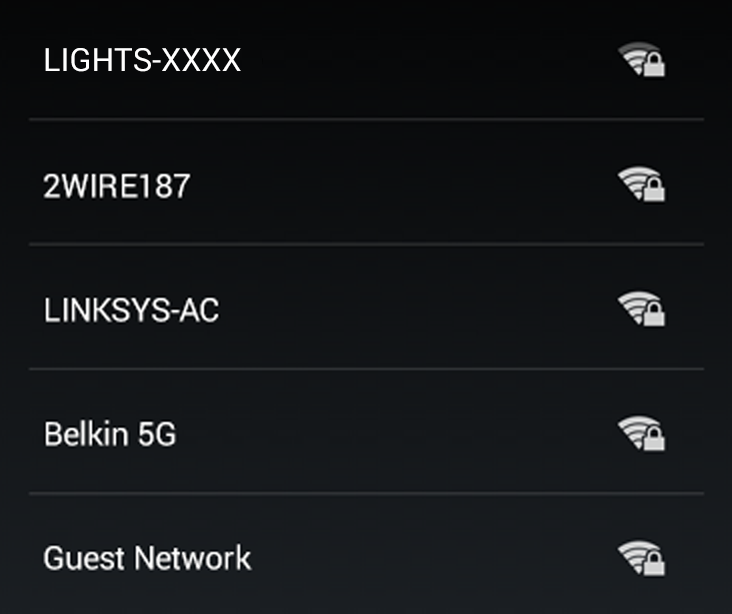 LIGHTS-XXXX
2WIRE187
LINKSYS-AC
Belkin 5G
Guest Network